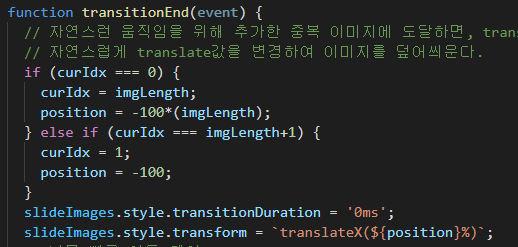 function transitionEnd(event) {
// 자연스런 움직임을 위해 추가한 중복 이미지에 도달하면, tran
// 자연스럽게 translate값을 변경하여 이미지를 덮어씌운다.
if (curIdx === 0) {
curIdx = imgLength;
position = -100*(imgLength);
} else if (curIdx === imgLength+1) {
curIdx = 1;
position = -100;
}
slideImages.style.transitionDuration = '0ms';
slideImages.style.transform = `translateX(${position}%)`;